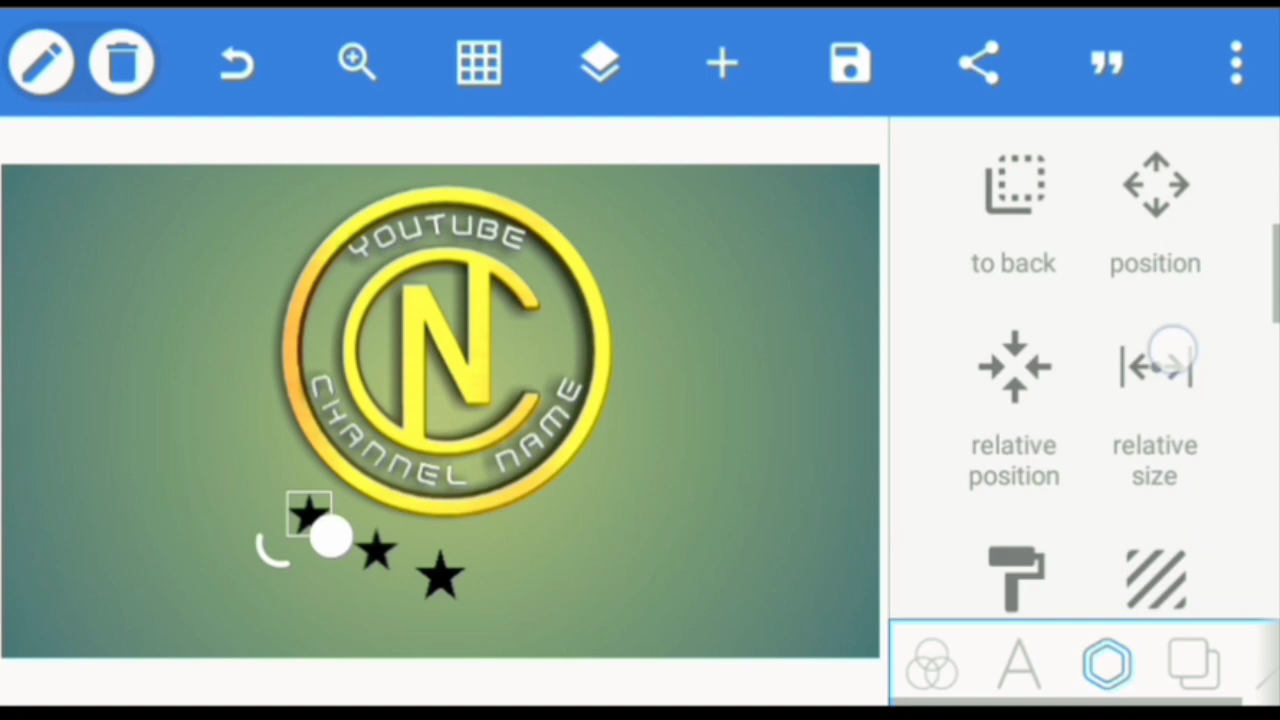 to back
position
YOUTUBE
NC
CHANNEL NAME
relative
position
relative
size